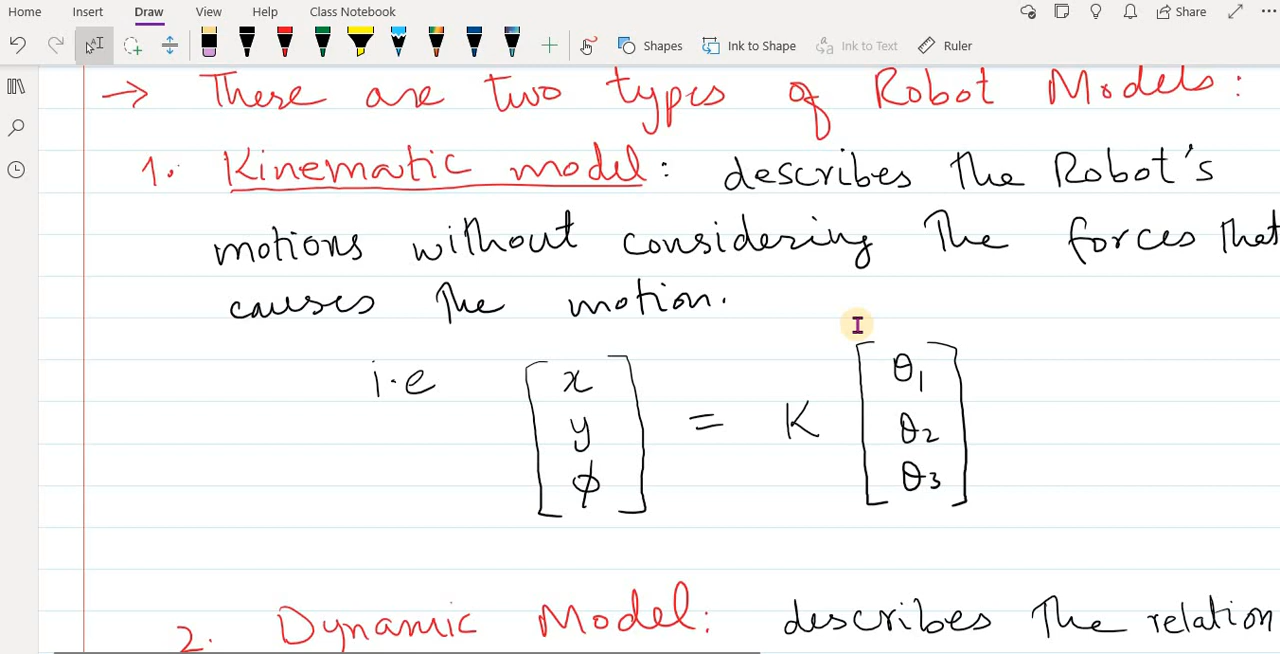 Home Insert Draw View Help Class Notebook Share
Shapes Ink to Shape Ink to Text Ruler
→ There are two types of Robot Models:
1. Kinematic model: describes the Robot's
motions without considering the forces that
causes the motion.
i.e [x y ϕ] = K [θ1 θ2 θ3]
2. Dynamic Model: describes the relation